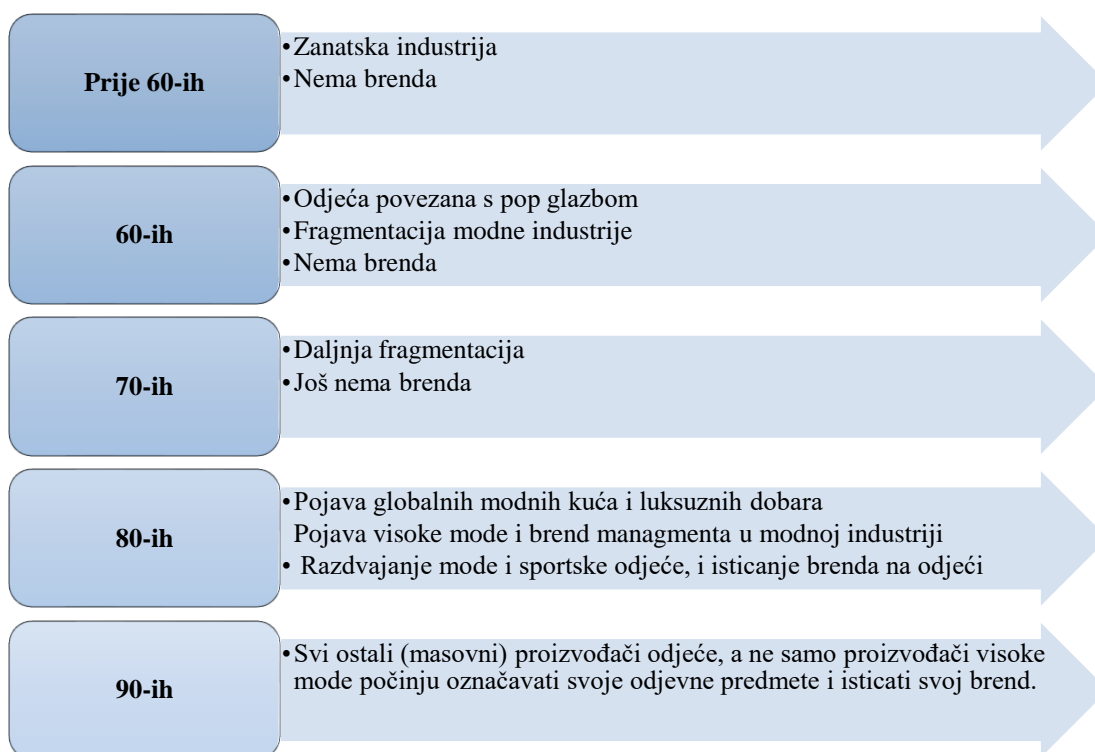 Prije 60-ih
•Zanatska industrija
•Nema brenda
60-ih
•Odjeća povezana s pop glazbom
•Fragmentacija modne industrije
•Nema brenda
70-ih
•Daljnja fragmentacija
•Još nema brenda
80-ih
•Pojava globalnih modnih kuća i luksuznih dobara
Pojava visoke mode i brend managmenta u modnoj industriji
• Razdvajanje mode i sportske odjeće, i isticanje brenda na odjeći
90-ih
•Svi ostali (masovni) proizvođači odjeće, a ne samo proizvođači visoke
mode počinju označavati svoje odjevne predmete i isticati svoj brend.